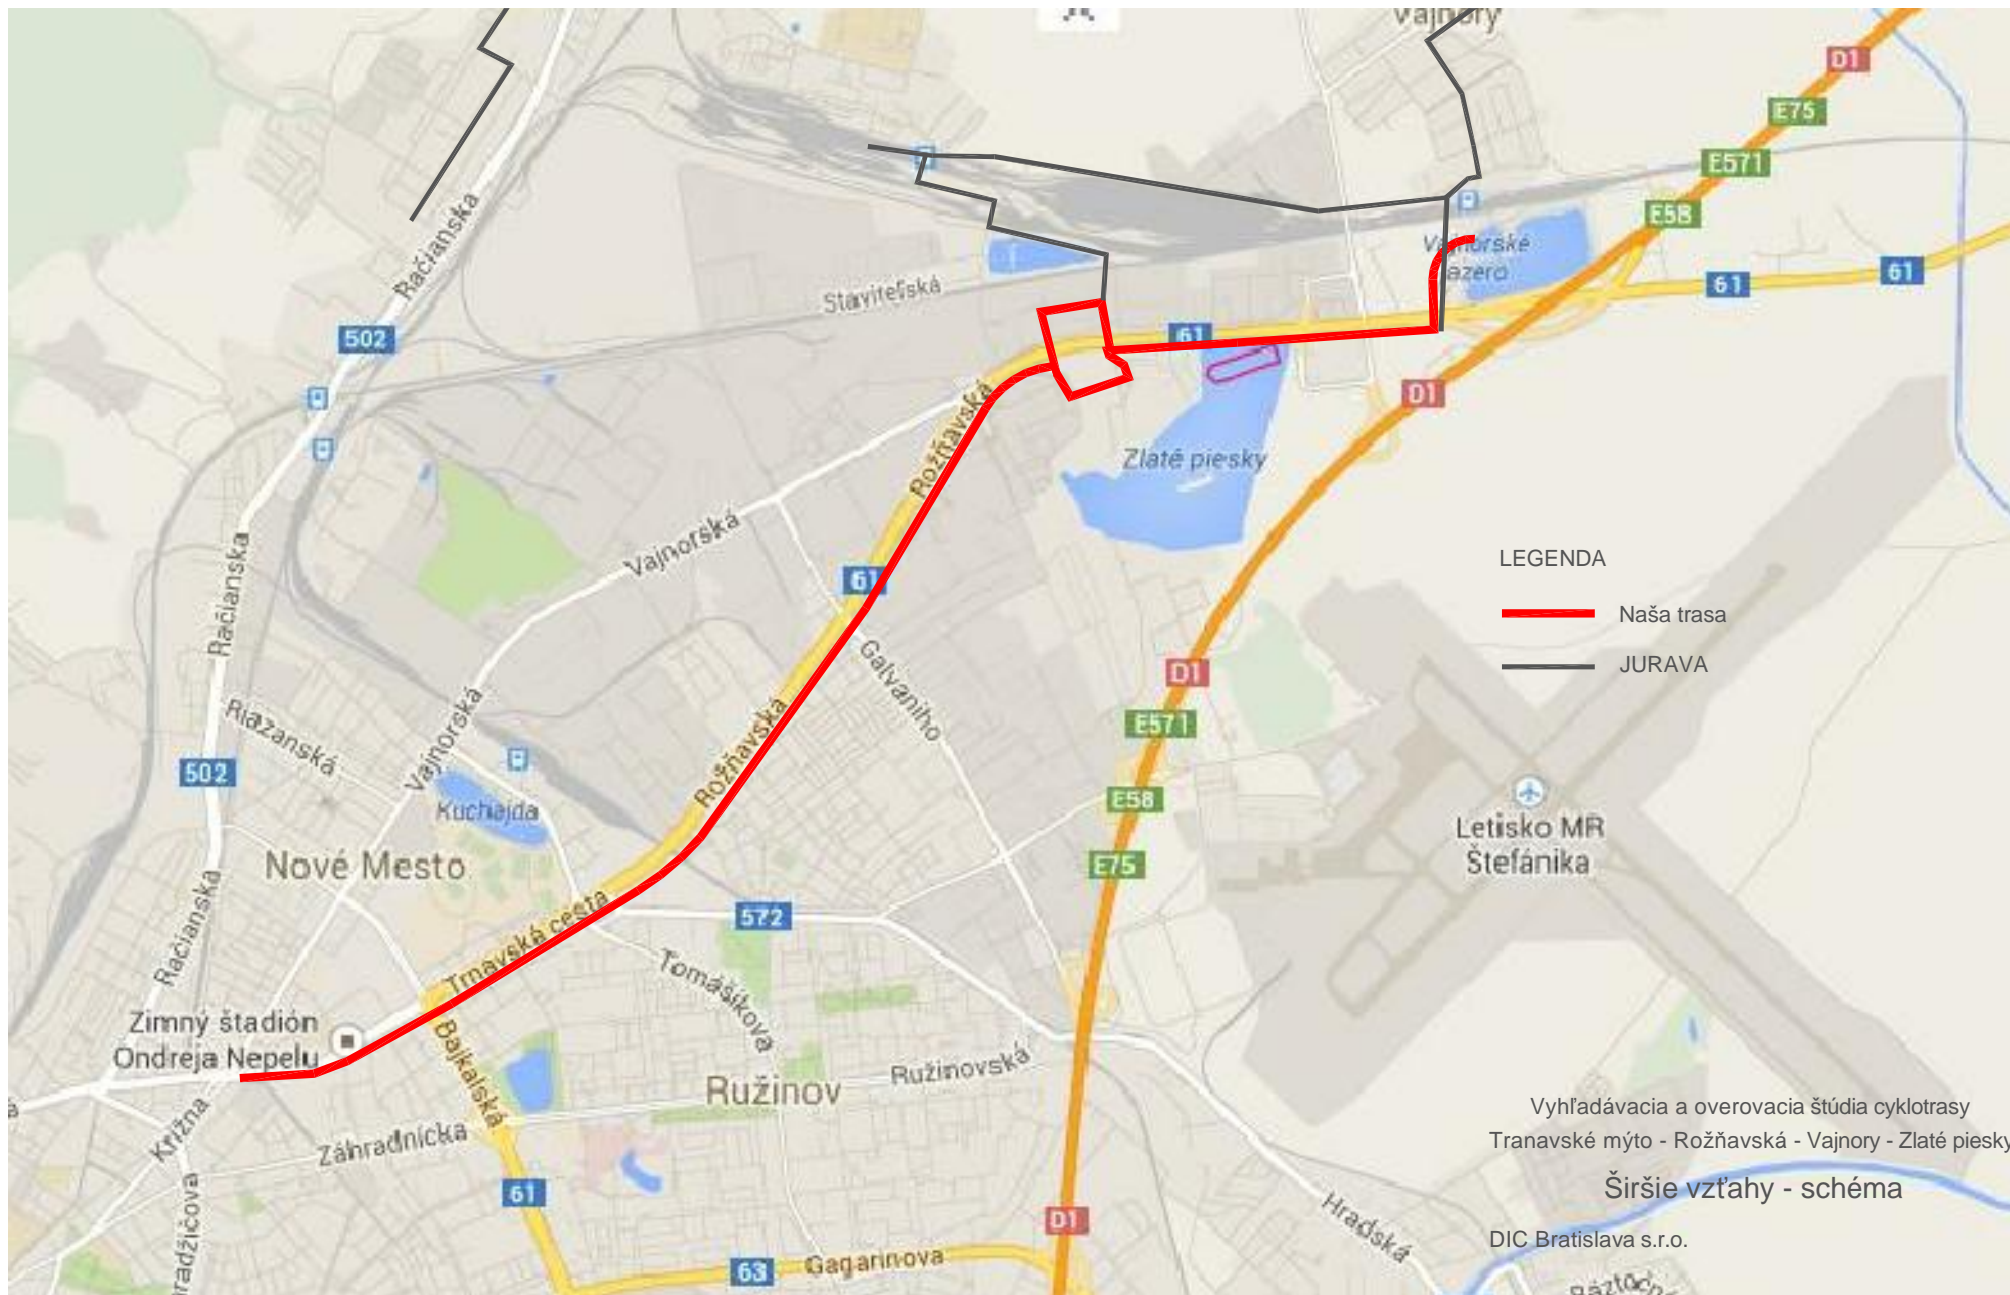 Vajnory
D1
E75
E571
E58
Račianska
Vajnorské
jazero
61
61
Staviteľská
502
61
D1
Rožňavská
Zlaté piesky
Vajnorská
LEGENDA
61
Naša trasa
Račianska
JURAVA
Galvaniho
D1
Riazanská
Vajnorská
E571
502
Rožňavská
Kuchajda
E58
Letisko MR
Štefánika
Nové Mesto
E75
Račianska
Trnavská cesta
572
Tomášikova
Zimný štadión
Ondreja Nepelu
Bajkalská
Ružinov
Ružinovská
Krížna
Záhradnícka
Vyhľadávacia a overovacia štúdia cyklotrasy
Tranavské mýto - Rožňavská - Vajnory - Zlaté piesky
Širšie vzťahy - schéma
61
radžičova
D1
Hradská
DIC Bratislava s.r.o.
63
Gagarinova